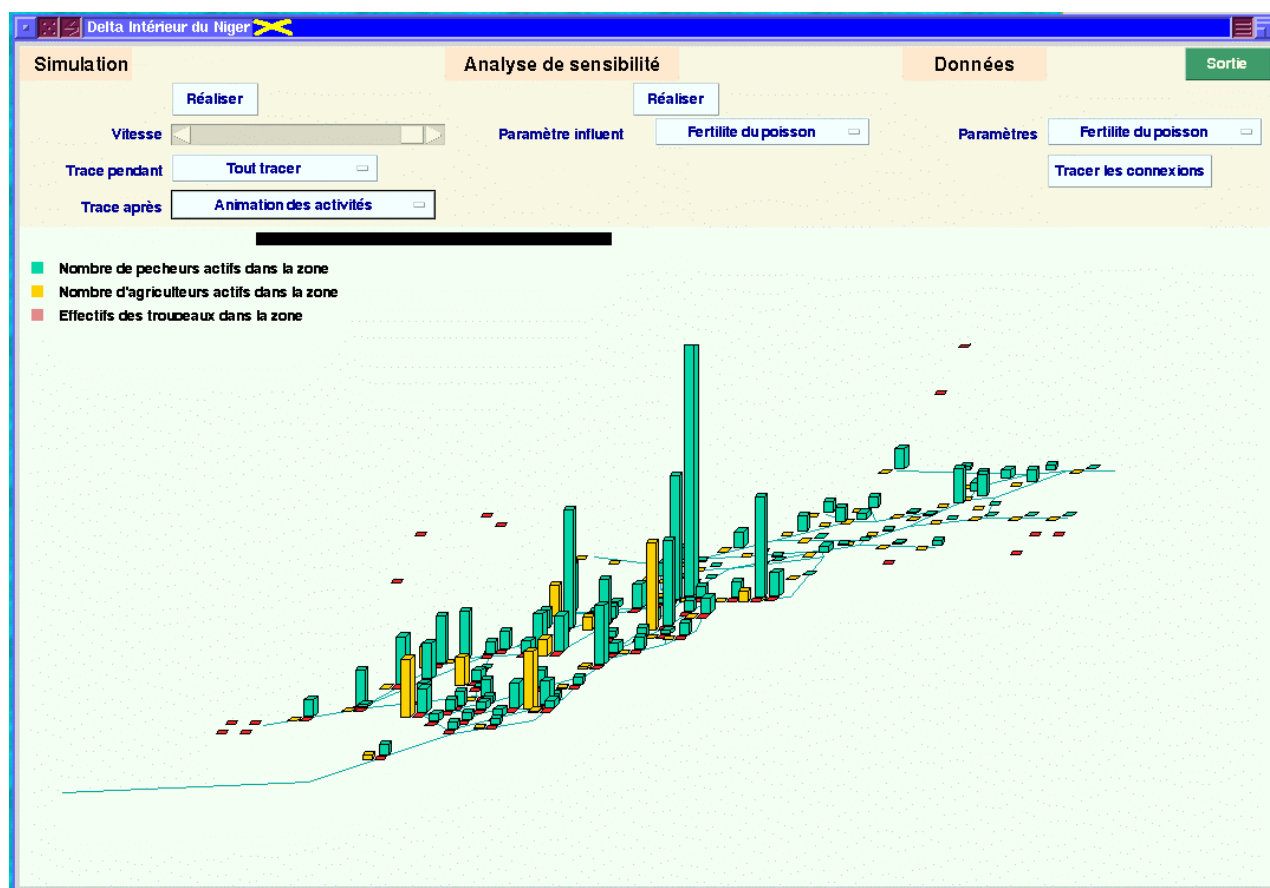 Delta Intérieur du Niger
Simulation
Analyse de sensibilité
Données
Sortie
Réaliser
Réaliser
Vitesse
Paramètre influent
Fertilite du poisson
Paramètres
Fertilite du poisson
Trace pendant
Tout tracer
Tracer les connexions
Trace après
Animation des activités
Nombre de pecheurs actifs dans la zone
Nombre d'agriculteurs actifs dans la zone
Effectifs des troupeaux dans la zone